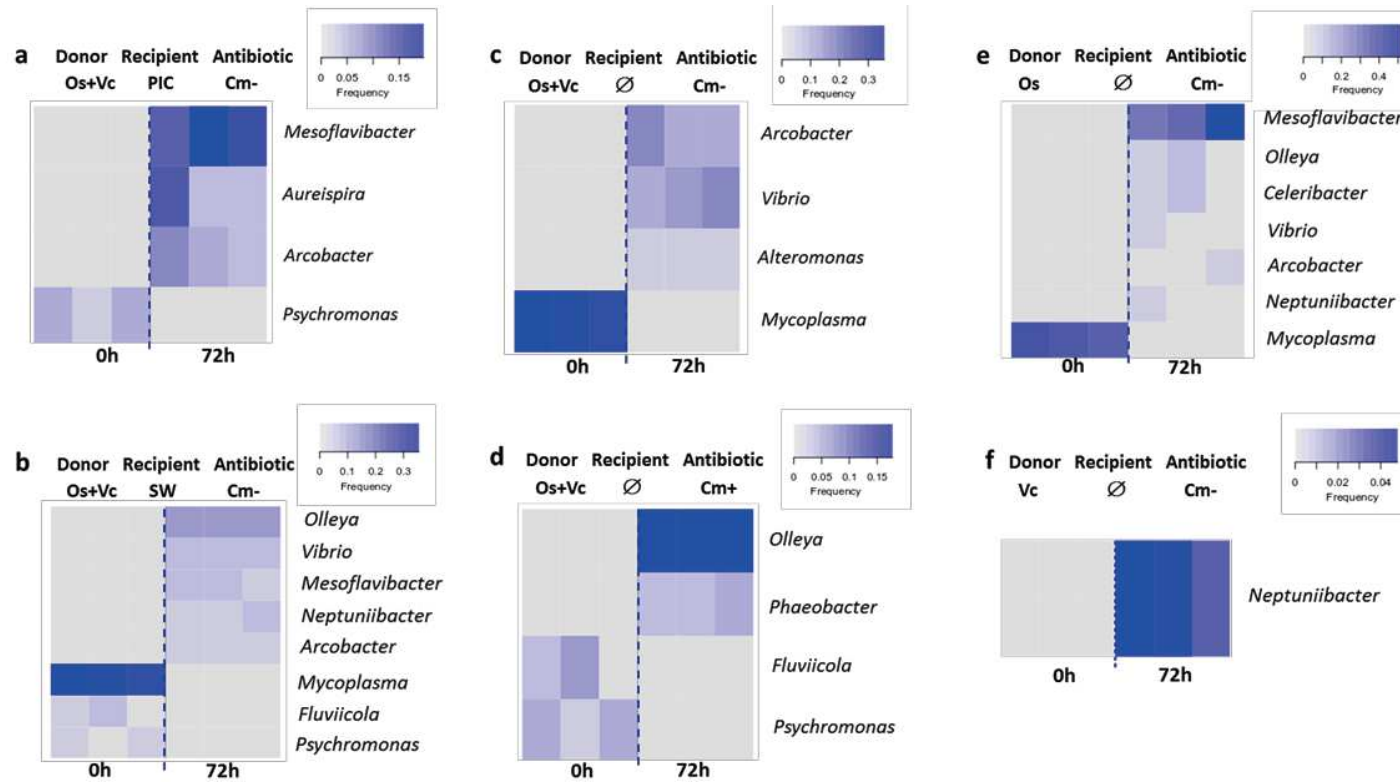 a
Donor Recipient Antibiotic
Os+Vc PIC Cm-
0 0.05 0.15
Frequency
Mesoflavibacter
Aureispira
Arcobacter
Psychromonas
0h 72h
c
Donor Recipient Antibiotic
Os+Vc ∅ Cm-
0 0.1 0.2 0.3
Frequency
Arcobacter
Vibrio
Alteromonas
Mycoplasma
0h 72h
e
Donor Recipient Antibiotic
Os ∅ Cm-
0 0.2 0.4
Frequency
Mesoflavibacter
Olleya
Celeribacter
Vibrio
Arcobacter
Neptuniibacter
Mycoplasma
0h 72h
b
Donor Recipient Antibiotic
Os+Vc SW Cm-
0 0.1 0.2 0.3
Frequency
Olleya
Vibrio
Mesoflavibacter
Neptuniibacter
Arcobacter
Mycoplasma
Fluviicola
Psychromonas
0h 72h
d
Donor Recipient Antibiotic
Os+Vc ∅ Cm+
0 0.05 0.1 0.15
Frequency
Olleya
Phaeobacter
Fluviicola
Psychromonas
0h 72h
f
Donor Recipient Antibiotic
Vc ∅ Cm-
0 0.02 0.04
Frequency
Neptuniibacter
0h 72h